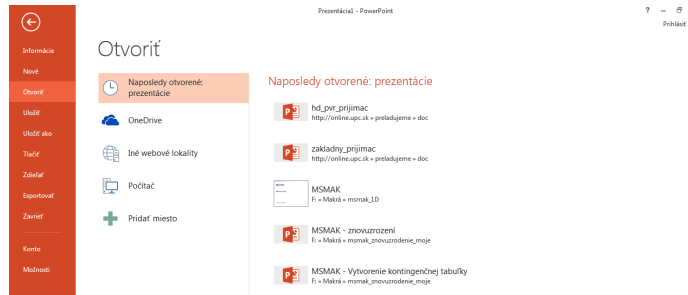 Prezentácia1 - PowerPoint
?
Prihlásiť
Informácie
Nové
Otvoriť
Uložiť
Uložiť ako
Tlačiť
Zdieľať
Exportovať
Zavrieť
Konto
Možnosti
Otvoriť
Naposledy otvorené:
prezentácie
OneDrive
Iné webové lokality
Počítač
Pridať miesto
Naposledy otvorené: prezentácie
hd_pvr_prijimac
http://online.upc.sk » preladujeme » doc
zakladny_prijimac
http://online.upc.sk » preladujeme » doc
MSMAK
F: » Makrá » msmak_1D
MSMAK - znovuzrození
F: » Makrá » msmak_znovuzrodenie_moje
MSMAK - Vytvorenie kontingenčnej tabuľky
F: » Makrá » msmak_znovuzrodenie_moje